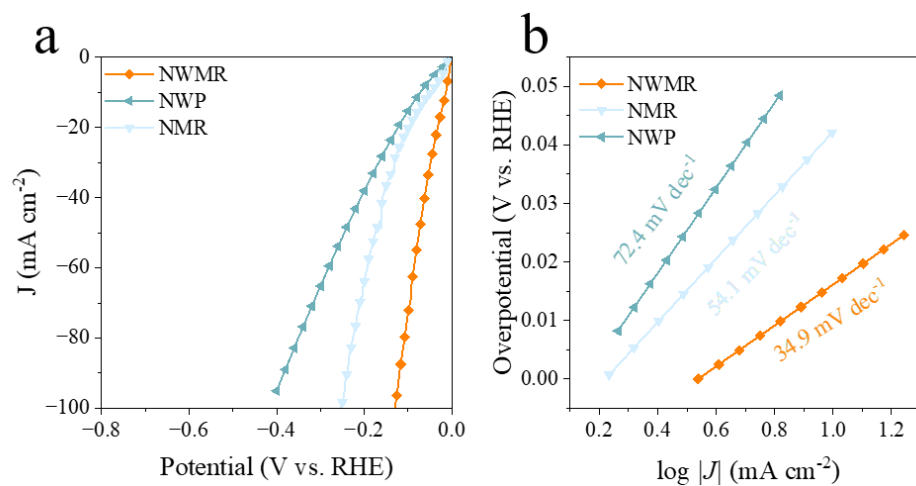 a
NWMR
NWP
NMR
0
−20
−40
−60
−80
−100
J (mA cm⁻²)
−0.8
−0.6
−0.4
−0.2
0.0
Potential (V vs. RHE)
b
NWMR
NMR
NWP
72.4 mV dec⁻¹
54.1 mV dec⁻¹
34.9 mV dec⁻¹
0.05
0.04
0.03
0.02
0.01
0.00
Overpotential (V vs. RHE)
0.2
0.4
0.6
0.8
1.0
1.2
log |J| (mA cm⁻²)